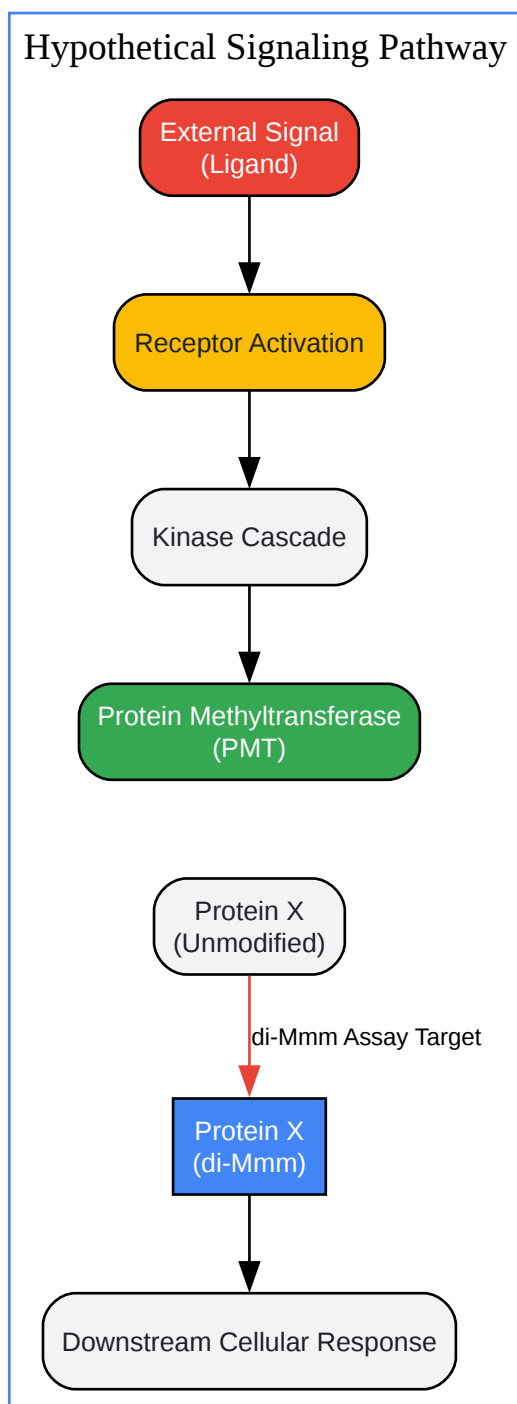 Hypothetical Signaling Pathway
External Signal
(Ligand)
Receptor Activation
Kinase Cascade
Protein Methyltransferase
(PMT)
Protein X
(Unmodified)
di-Mmm Assay Target
Protein X
(di-Mmm)
Downstream Cellular Response